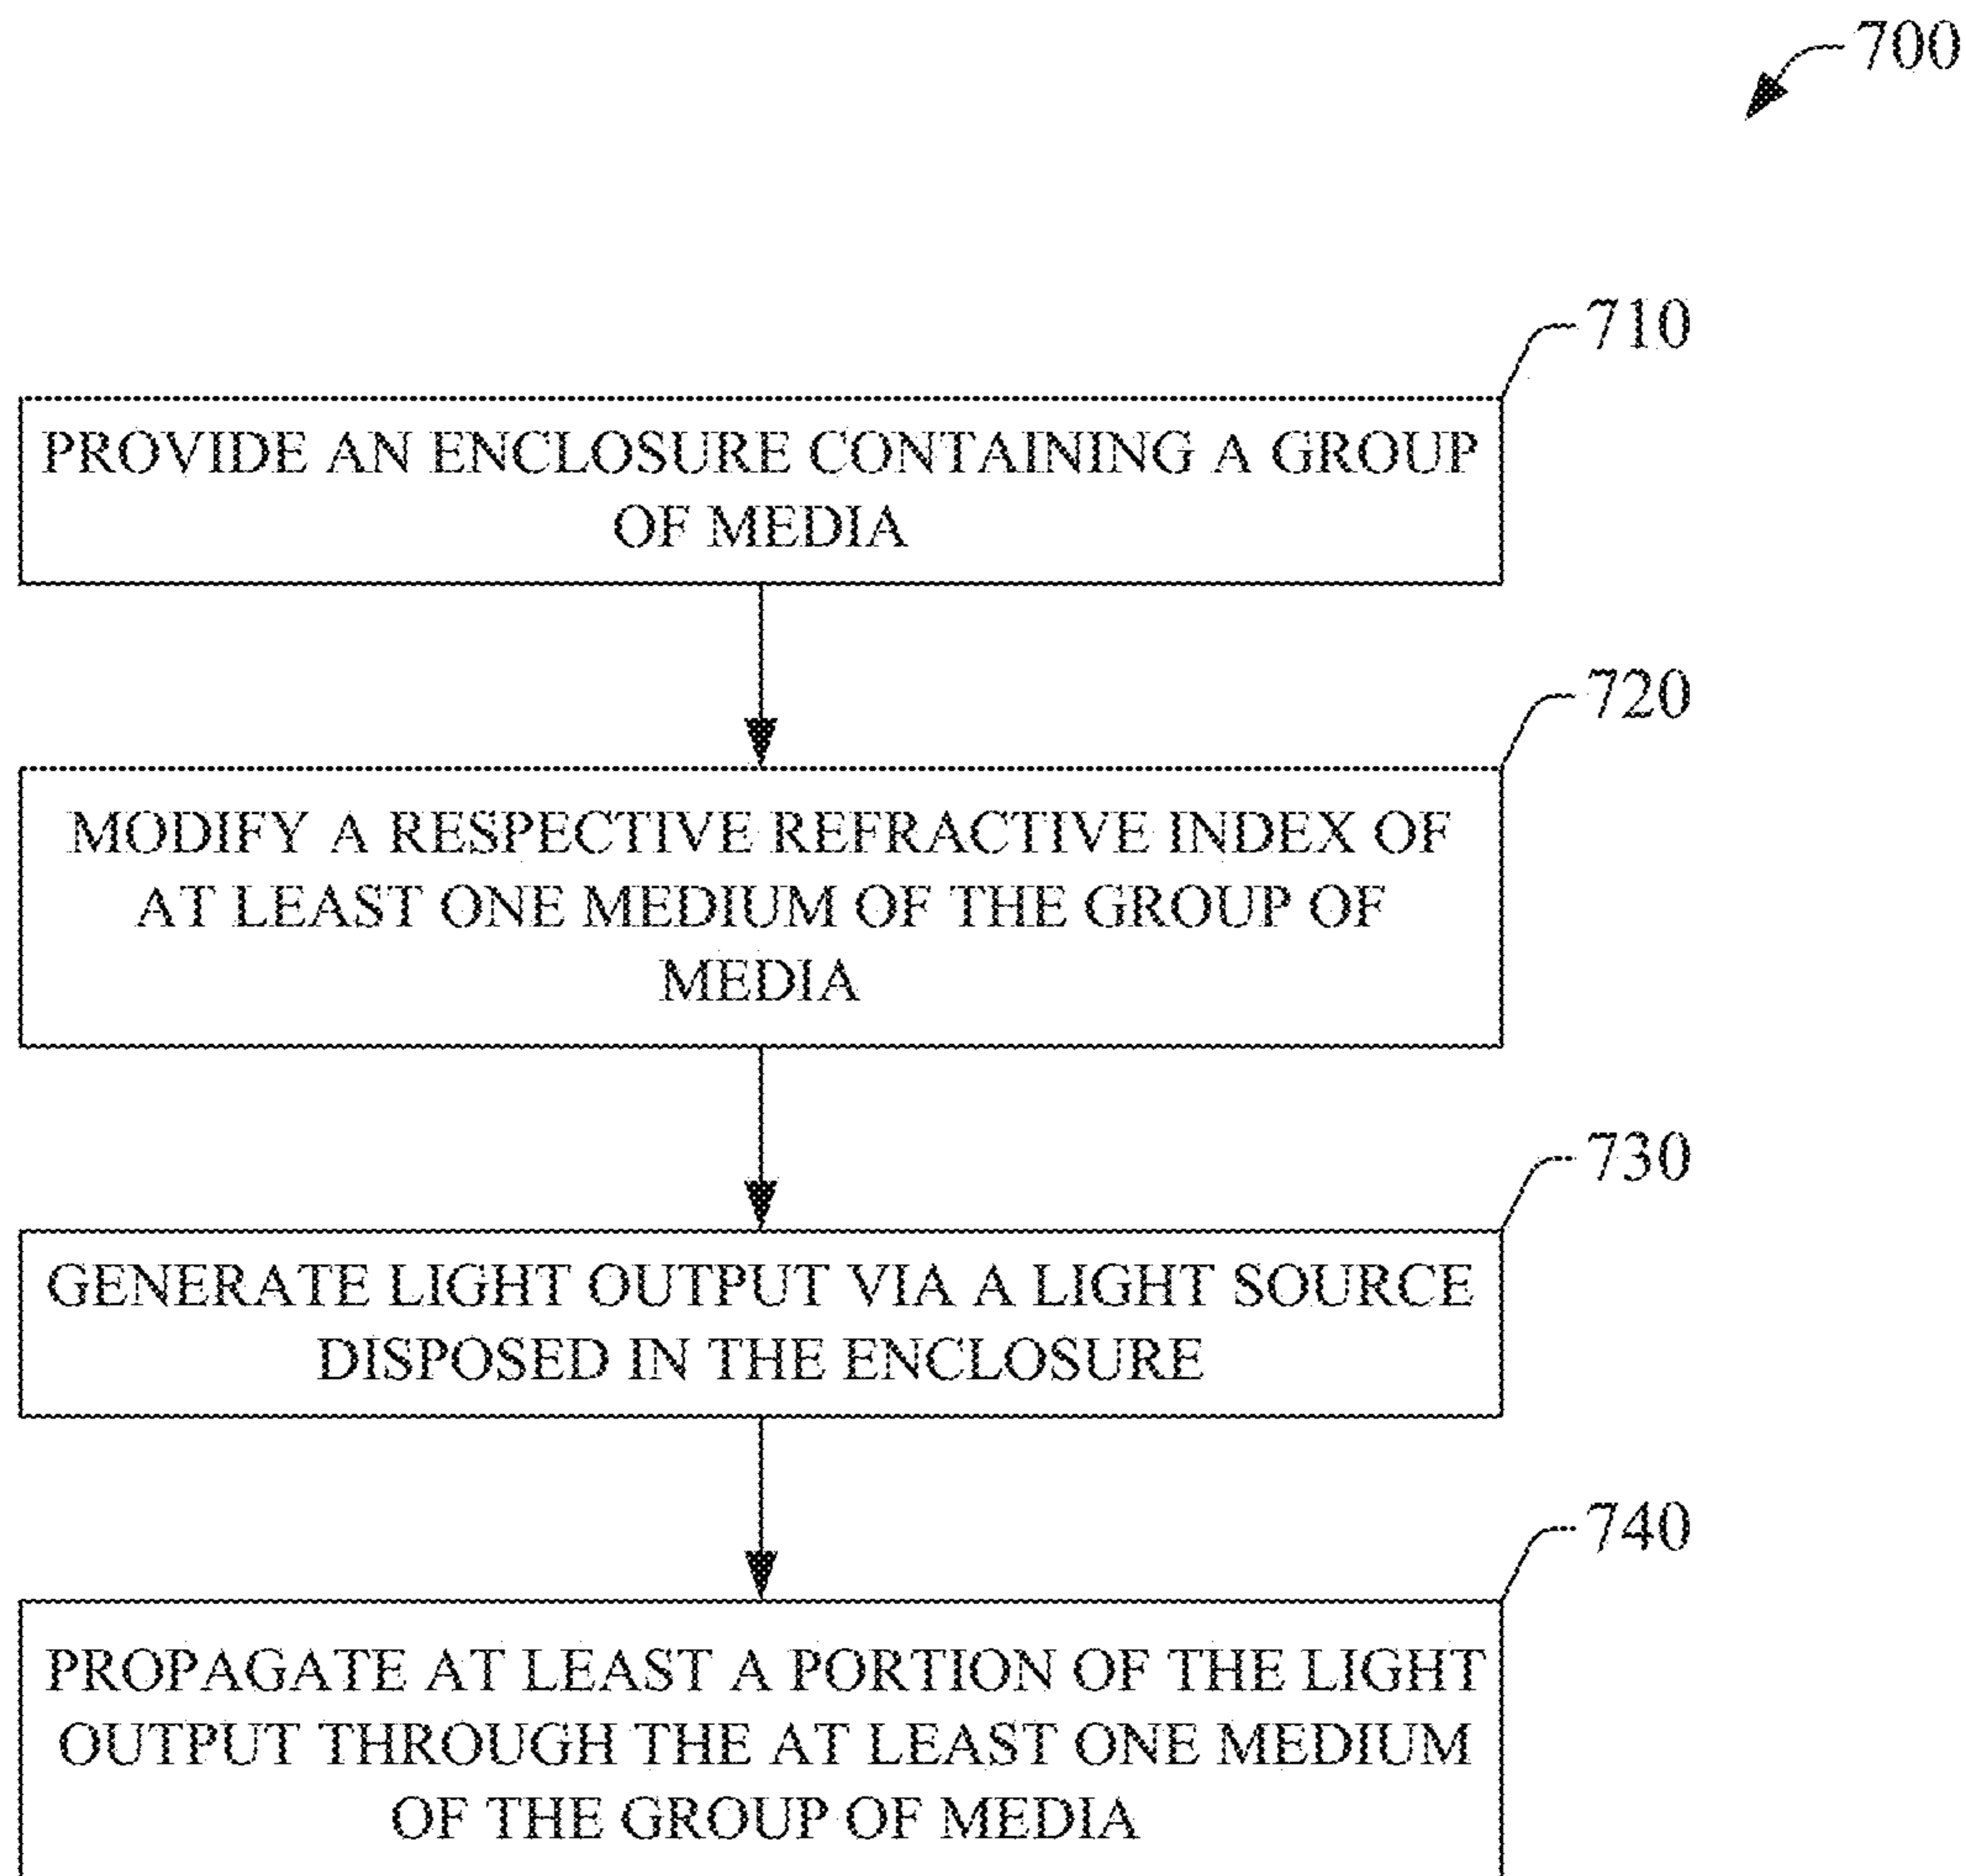 700
710
PROVIDE AN ENCLOSURE CONTAINING A GROUP
OF MEDIA
720
MODIFY A RESPECTIVE REFRACTIVE INDEX OF
AT LEAST ONE MEDIUM OF THE GROUP OF
MEDIA
730
GENERATE LIGHT OUTPUT VIA A LIGHT SOURCE
DISPOSED IN THE ENCLOSURE
740
PROPAGATE AT LEAST A PORTION OF THE LIGHT
OUTPUT THROUGH THE AT LEAST ONE MEDIUM
OF THE GROUP OF MEDIA